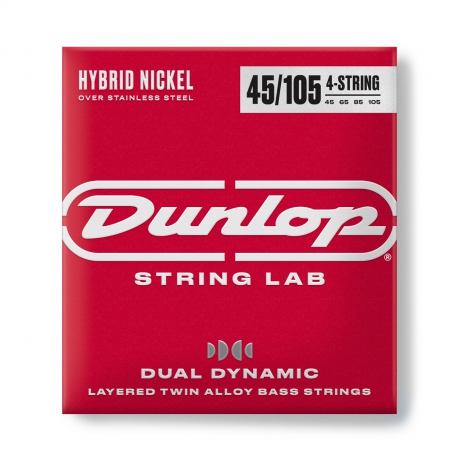 HYBRID NICKEL
OVER STAINLESS STEEL
45/105
4-STRING
45 65 85 105
Dunlop®
STRING LAB
DUAL DYNAMIC
LAYERED TWIN ALLOY BASS STRINGS